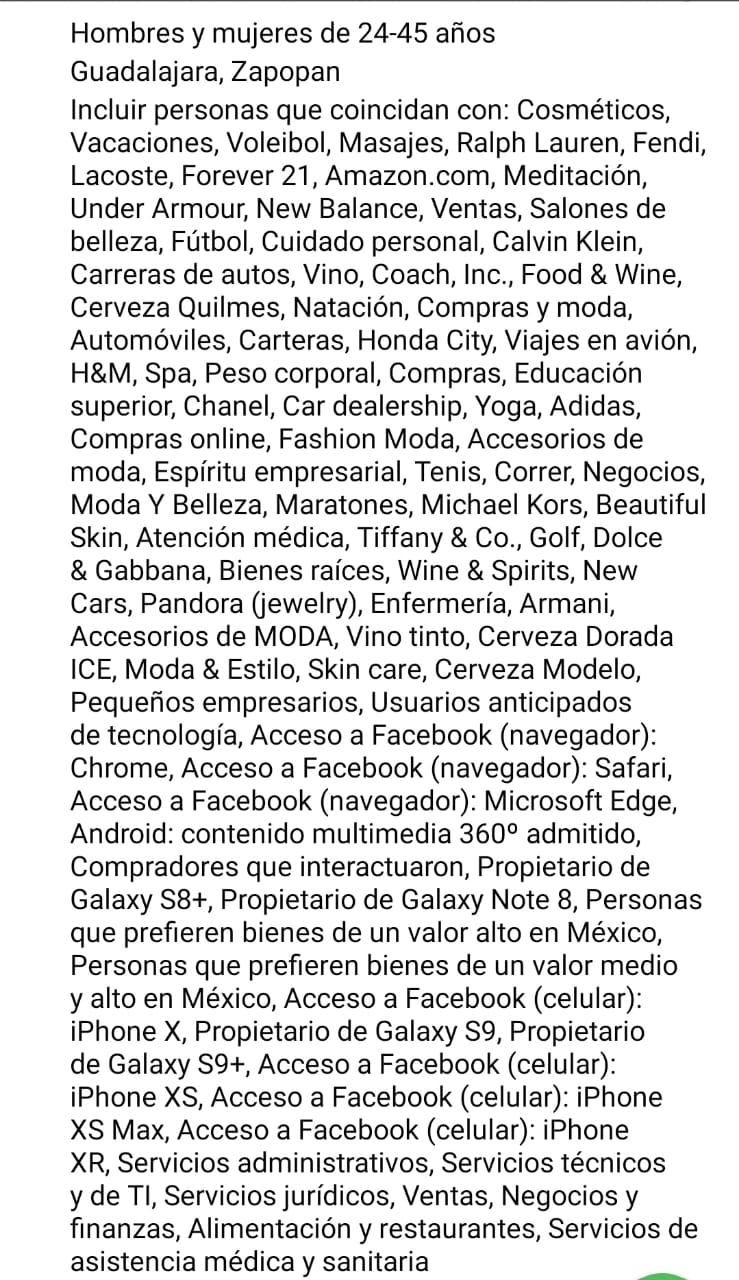 Hombres y mujeres de 24-45 años
Guadalajara, Zapopan
Incluir personas que coincidan con: Cosméticos,
Vacaciones, Voleibol, Masajes, Ralph Lauren, Fendi,
Lacoste, Forever 21, Amazon.com, Meditación,
Under Armour, New Balance, Ventas, Salones de
belleza, Fútbol, Cuidado personal, Calvin Klein,
Carreras de autos, Vino, Coach, Inc., Food & Wine,
Cerveza Quilmes, Natación, Compras y moda,
Automóviles, Carteras, Honda City, Viajes en avión,
H&M, Spa, Peso corporal, Compras, Educación
superior, Chanel, Car dealership, Yoga, Adidas,
Compras online, Fashion Moda, Accesorios de
moda, Espíritu empresarial, Tenis, Correr, Negocios,
Moda Y Belleza, Maratones, Michael Kors, Beautiful
Skin, Atención médica, Tiffany & Co., Golf, Dolce
& Gabbana, Bienes raíces, Wine & Spirits, New
Cars, Pandora (jewelry), Enfermería, Armani,
Accesorios de MODA, Vino tinto, Cerveza Dorada
ICE, Moda & Estilo, Skin care, Cerveza Modelo,
Pequeños empresarios, Usuarios anticipados
de tecnología, Acceso a Facebook (navegador):
Chrome, Acceso a Facebook (navegador): Safari,
Acceso a Facebook (navegador): Microsoft Edge,
Android: contenido multimedia 360º admitido,
Compradores que interactuaron, Propietario de
Galaxy S8+, Propietario de Galaxy Note 8, Personas
que prefieren bienes de un valor alto en México,
Personas que prefieren bienes de un valor medio
y alto en México, Acceso a Facebook (celular):
iPhone X, Propietario de Galaxy S9, Propietario
de Galaxy S9+, Acceso a Facebook (celular):
iPhone XS, Acceso a Facebook (celular): iPhone
XS Max, Acceso a Facebook (celular): iPhone
XR, Servicios administrativos, Servicios técnicos
y de TI, Servicios jurídicos, Ventas, Negocios y
finanzas, Alimentación y restaurantes, Servicios de
asistencia médica y sanitaria